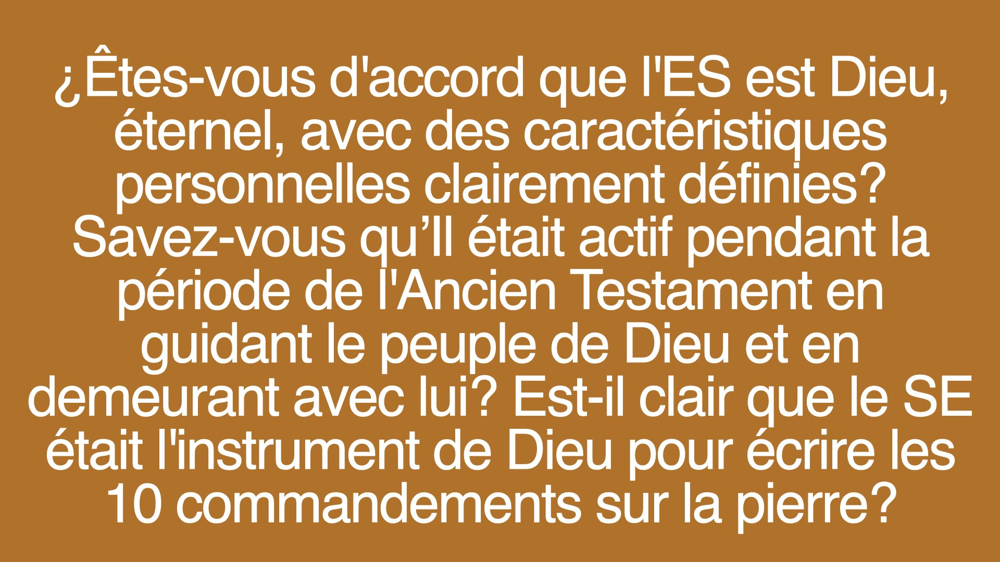 ¿Êtes-vous d'accord que l'ES est Dieu,
éternel, avec des caractéristiques
personnelles clairement définies?
Savez-vous qu’Il était actif pendant la
période de l'Ancien Testament en
guidant le peuple de Dieu et en
demeurant avec lui? Est-il clair que le SE
était l'instrument de Dieu pour écrire les
10 commandements sur la pierre?